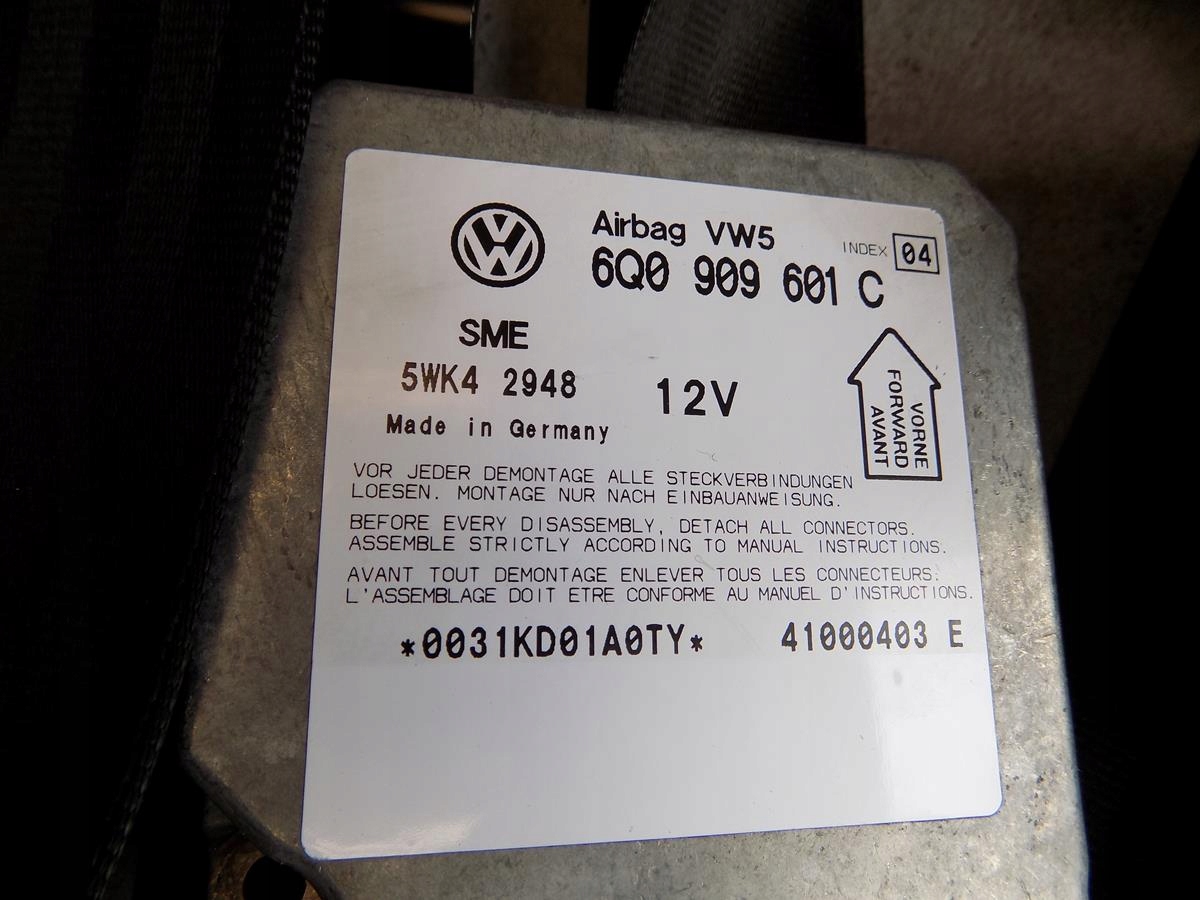 Airbag VW5
INDEX 04
6Q0 909 601 C
SME
5WK4 2948
12V
Made in Germany
VORNE
FORWARD
AVANT
VOR JEDER DEMONTAGE ALLE STECKVERBINDUNGEN
LOESEN. MONTAGE NUR NACH EINBAUANWEISUNG.
BEFORE EVERY DISASSEMBLY, DETACH ALL CONNECTORS.
ASSEMBLE STRICTLY ACCORDING TO MANUAL INSTRUCTIONS.
AVANT TOUT DEMONTAGE ENLEVER TOUS LES CONNECTEURS.
L'ASSEMBLAGE DOIT ETRE CONFORME AU MANUEL D'INSTRUCTIONS.
*0031KD01A0TY* 41000403 E